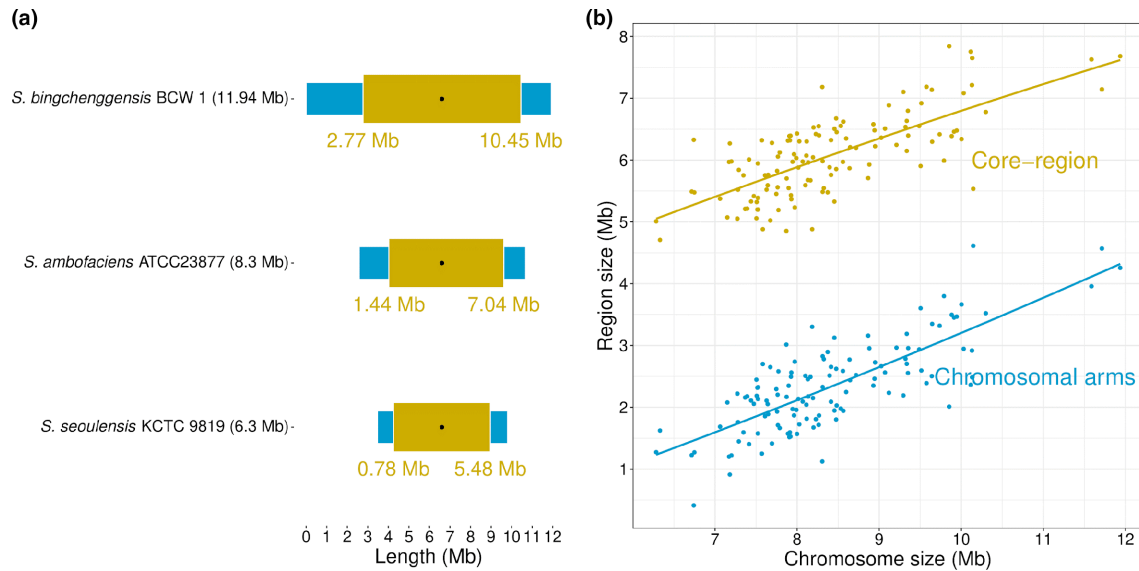 (a)
S. bingchenggensis BCW 1 (11.94 Mb)
2.77 Mb 10.45 Mb
S. ambofaciens ATCC23877 (8.3 Mb)
1.44 Mb 7.04 Mb
S. seoulensis KCTC 9819 (6.3 Mb)
0.78 Mb 5.48 Mb
0 1 2 3 4 5 6 7 8 9 10 11 12
Length (Mb)
(b)
Region size (Mb)
8
7
6
5
4
3
2
1
Core−region
Chromosomal arms
7 8 9 10 11 12
Chromosome size (Mb)